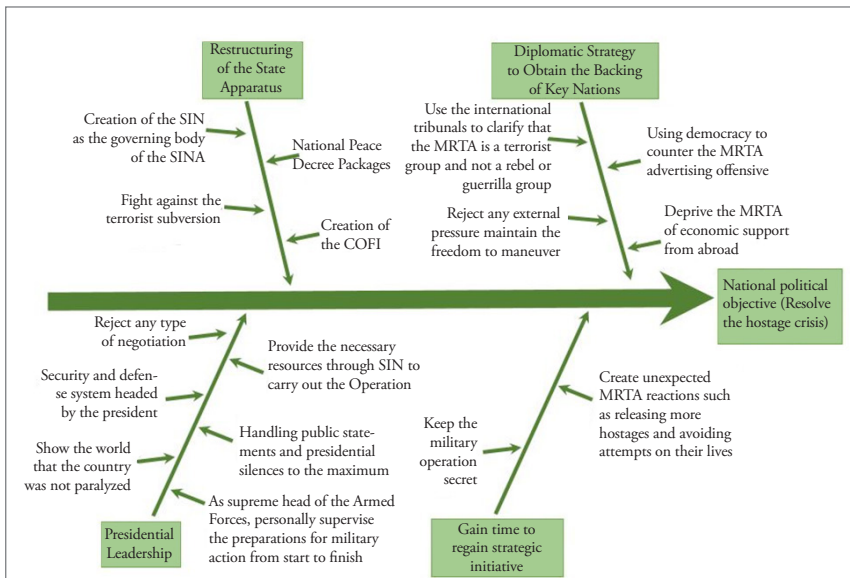 Restructuring
of the State
Apparatus
Creation of the SIN
as the governing body
of the SINA
National Peace
Decree Packages
Fight against the
terrorist subversion
Creation
of the COFI
Diplomatic Strategy
to Obtain the Backing
of Key Nations
Use the international
tribunals to clarify that
the MRTA is a terrorist
group and not a rebel or
guerrilla group
Using democracy to
counter the MRTA
advertising offensive
Reject any external
pressure maintain the
freedom to maneuver
Deprive the MRTA
of economic support
from abroad
National political
objective (Resolve
the hostage crisis)
Reject any type
of negotiation
Provide the necessary
resources through SIN to
carry out the Operation
Security and defen-
se system headed
by the president
Handling public state-
ments and presidential
silences to the maximum
Show the world
that the country
was not paralyzed
As supreme head of the Armed
Forces, personally supervise
the preparations for military
action from start to finish
Presidential
Leadership
Create unexpected
MRTA reactions such
as releasing more
hostages and avoiding
attempts on their lives
Keep the
military
operation
secret
Gain time to
regain strategic
initiative